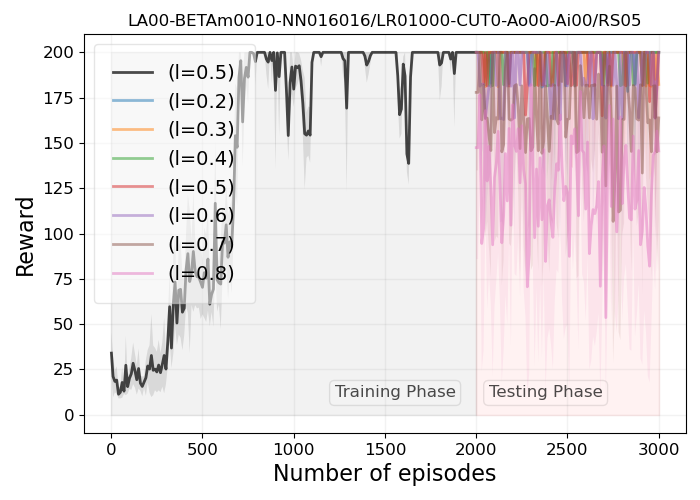 LA00-BETAm0010-NN016016/LR01000-CUT0-Ao00-Ai00/RS05
200
175
150
125
100
75
50
25
0
Reward
(l=0.5)
(l=0.2)
(l=0.3)
(l=0.4)
(l=0.5)
(l=0.6)
(l=0.7)
(l=0.8)
Training Phase
Testing Phase
0
500
1000
1500
2000
2500
3000
Number of episodes